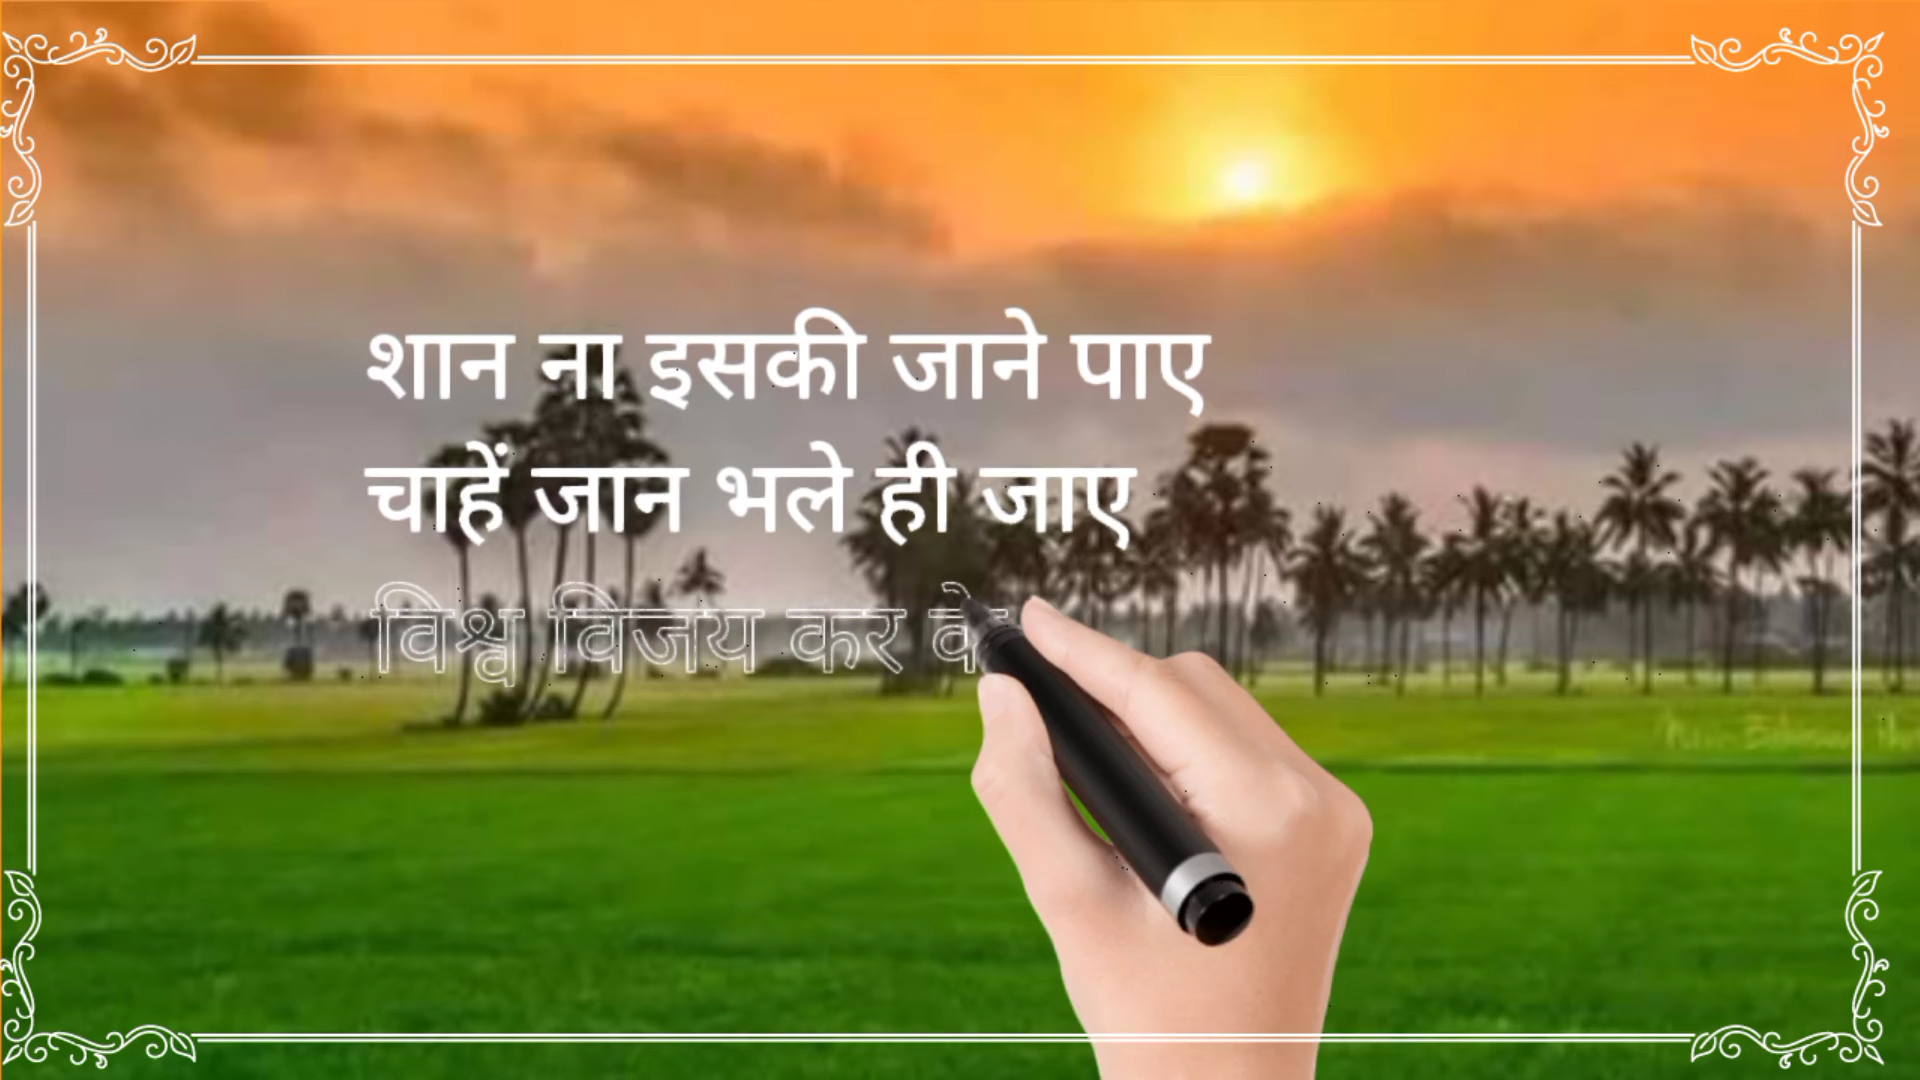 शान ना इसकी जाने पाए
चाहें जान भले ही जाए
विश्व विजय कर के